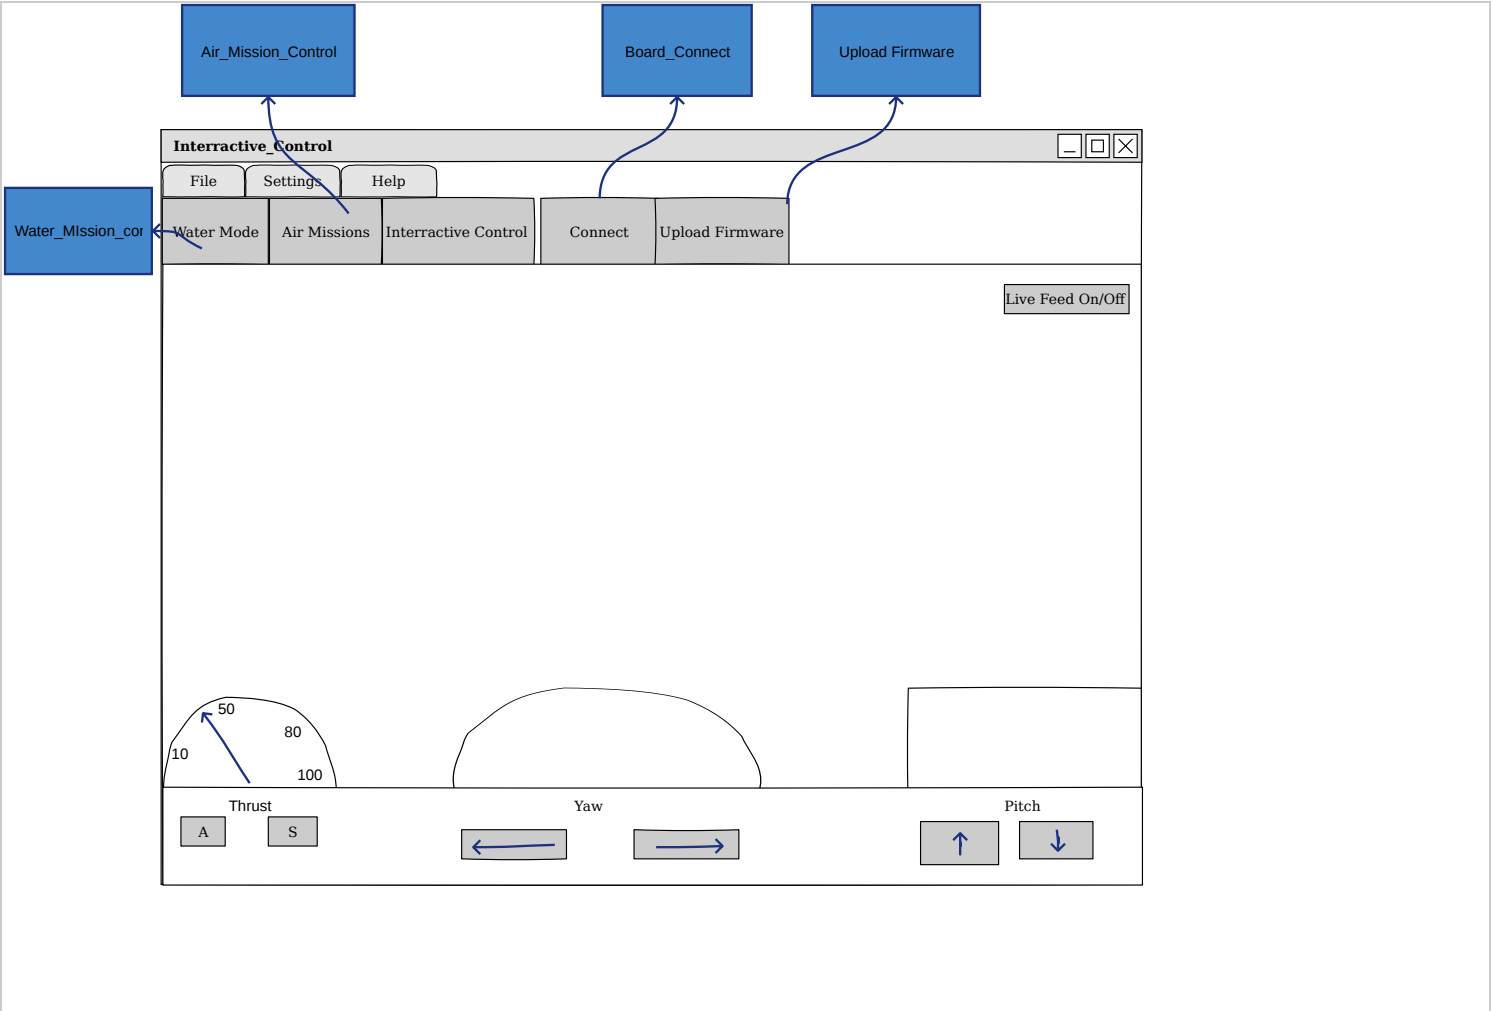 Air_Mission_Control
Board_Connect
Upload Firmware
Interractive_Control
File
Settings
Help
Water_MIssion_cor
Water Mode
Air Missions
Interractive Control
Connect
Upload Firmware
Live Feed On/Off
50
80
10
100
Thrust
Yaw
Pitch
A
S